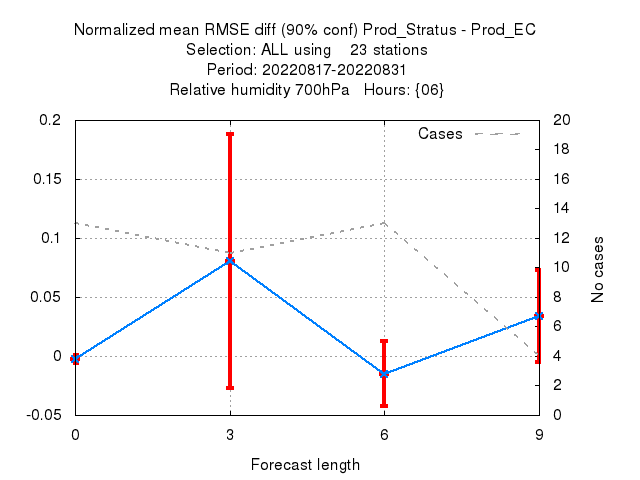 Normalized mean RMSE diff (90% conf) Prod_Stratus - Prod_EC
Selection: ALL using    23 stations
Period: 20220817-20220831
Relative humidity 700hPa   Hours: {06}
0.2
0.15
0.1
0.05
0
-0.05
Cases
20
18
16
14
12
10
8
6
4
2
0
No cases
0 3 6 9
Forecast length